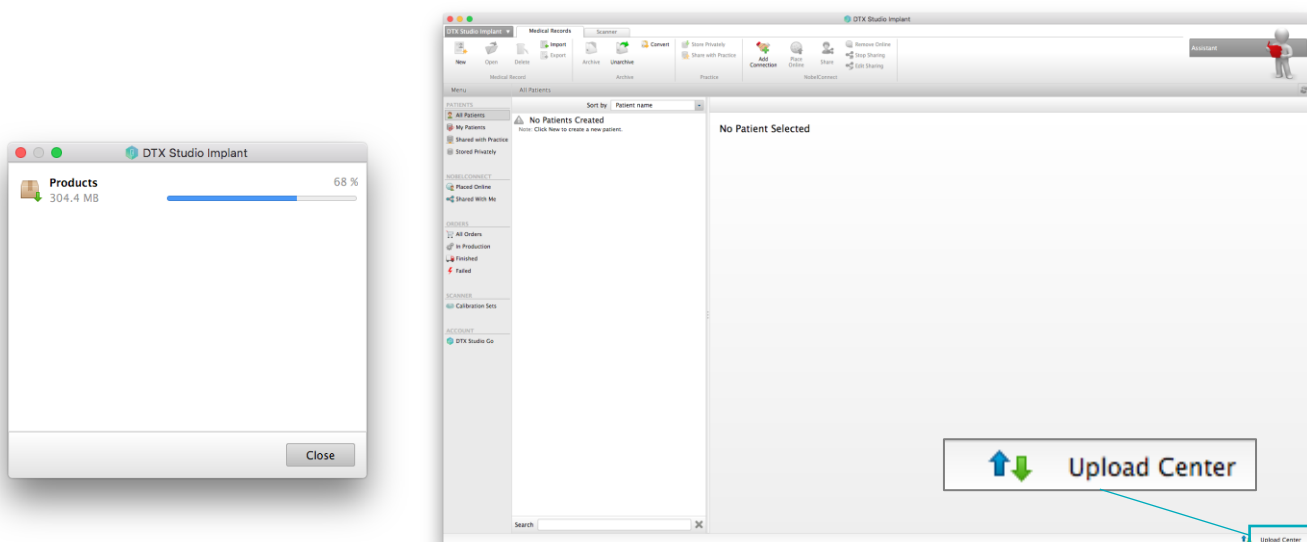 DTX Studio Implant
Products
68 %
304.4 MB
Close
DTX Studio Implant
DTX Studio Implant
Medical Records
Scanner
New
Open
Delete
Import
Export
Archive
Unarchive
Convert
Store Privately
Share with Practice
Add Connection
Place Online
Share
Remove Online
Stop Sharing
Edit Sharing
Assistant
Medical Record
Archive
Practice
NobelConnect
Menu
All Patients
PATIENTS
All Patients
My Patients
Shared with Practice
Stored Privately
NOBELCONNECT
Placed Online
Shared With Me
ORDERS
All Orders
In Production
Finished
Failed
SCANNER
Calibration Sets
ACCOUNT
DTX Studio Go
Sort by Patient name
No Patients Created
Note: Click New to create a new patient.
No Patient Selected
Upload Center
Search
Upload Center